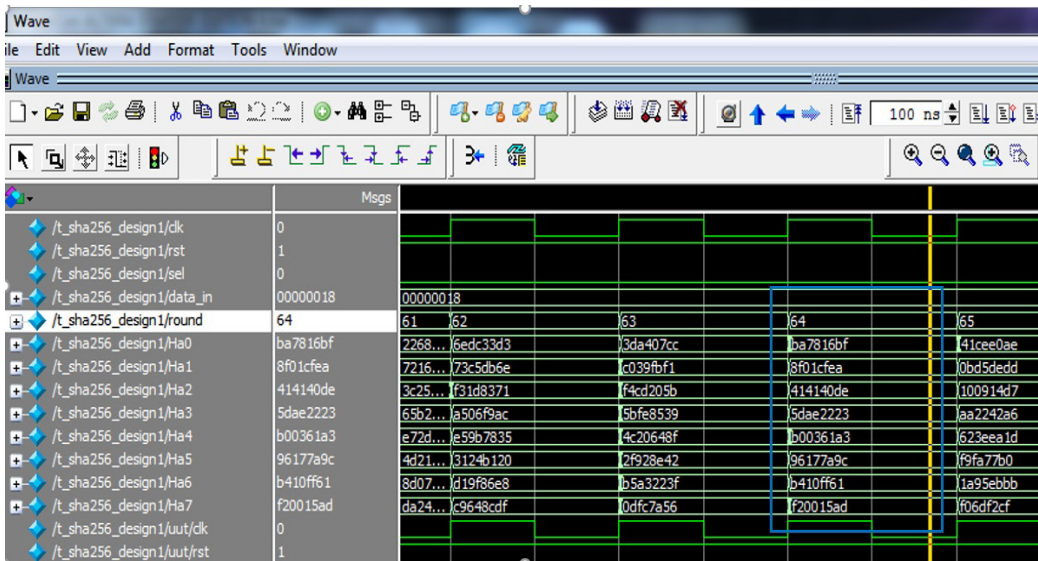 Wave
ile Edit View Add Format Tools Window
Wave
100 ns
Msgs
/t_sha256_design1/clk 0
/t_sha256_design1/rst 1
/t_sha256_design1/sel 0
/t_sha256_design1/data_in 00000018 00000018
/t_sha256_design1/round 64 61 62 63 64 65
/t_sha256_design1/Ha0 ba7816bf 2268... 6edc33d3 3da407cc ba7816bf 41cee0ae
/t_sha256_design1/Ha1 8f01cfea 7216... 73c5db6e c039fbf1 8f01cfea 0bd5dedd
/t_sha256_design1/Ha2 414140de 3c25... f31d8371 f4cd205b 414140de 100914d7
/t_sha256_design1/Ha3 5dae2223 65b2... a506f9ac 5bfe8539 5dae2223 aa2242a6
/t_sha256_design1/Ha4 b00361a3 e72d... e59b7835 4c20648f b00361a3 623eea1d
/t_sha256_design1/Ha5 96177a9c 4d21... 3124b120 2f928e42 96177a9c f9fa77b0
/t_sha256_design1/Ha6 b410ff61 8d07... d19f86e8 b5a3223f b410ff61 1a95ebbb
/t_sha256_design1/Ha7 f20015ad da24... c9648cdf 0dfc7a56 f20015ad f06df2cf
/t_sha256_design1/uut/clk 0
/t_sha256_design1/uut/rst 1